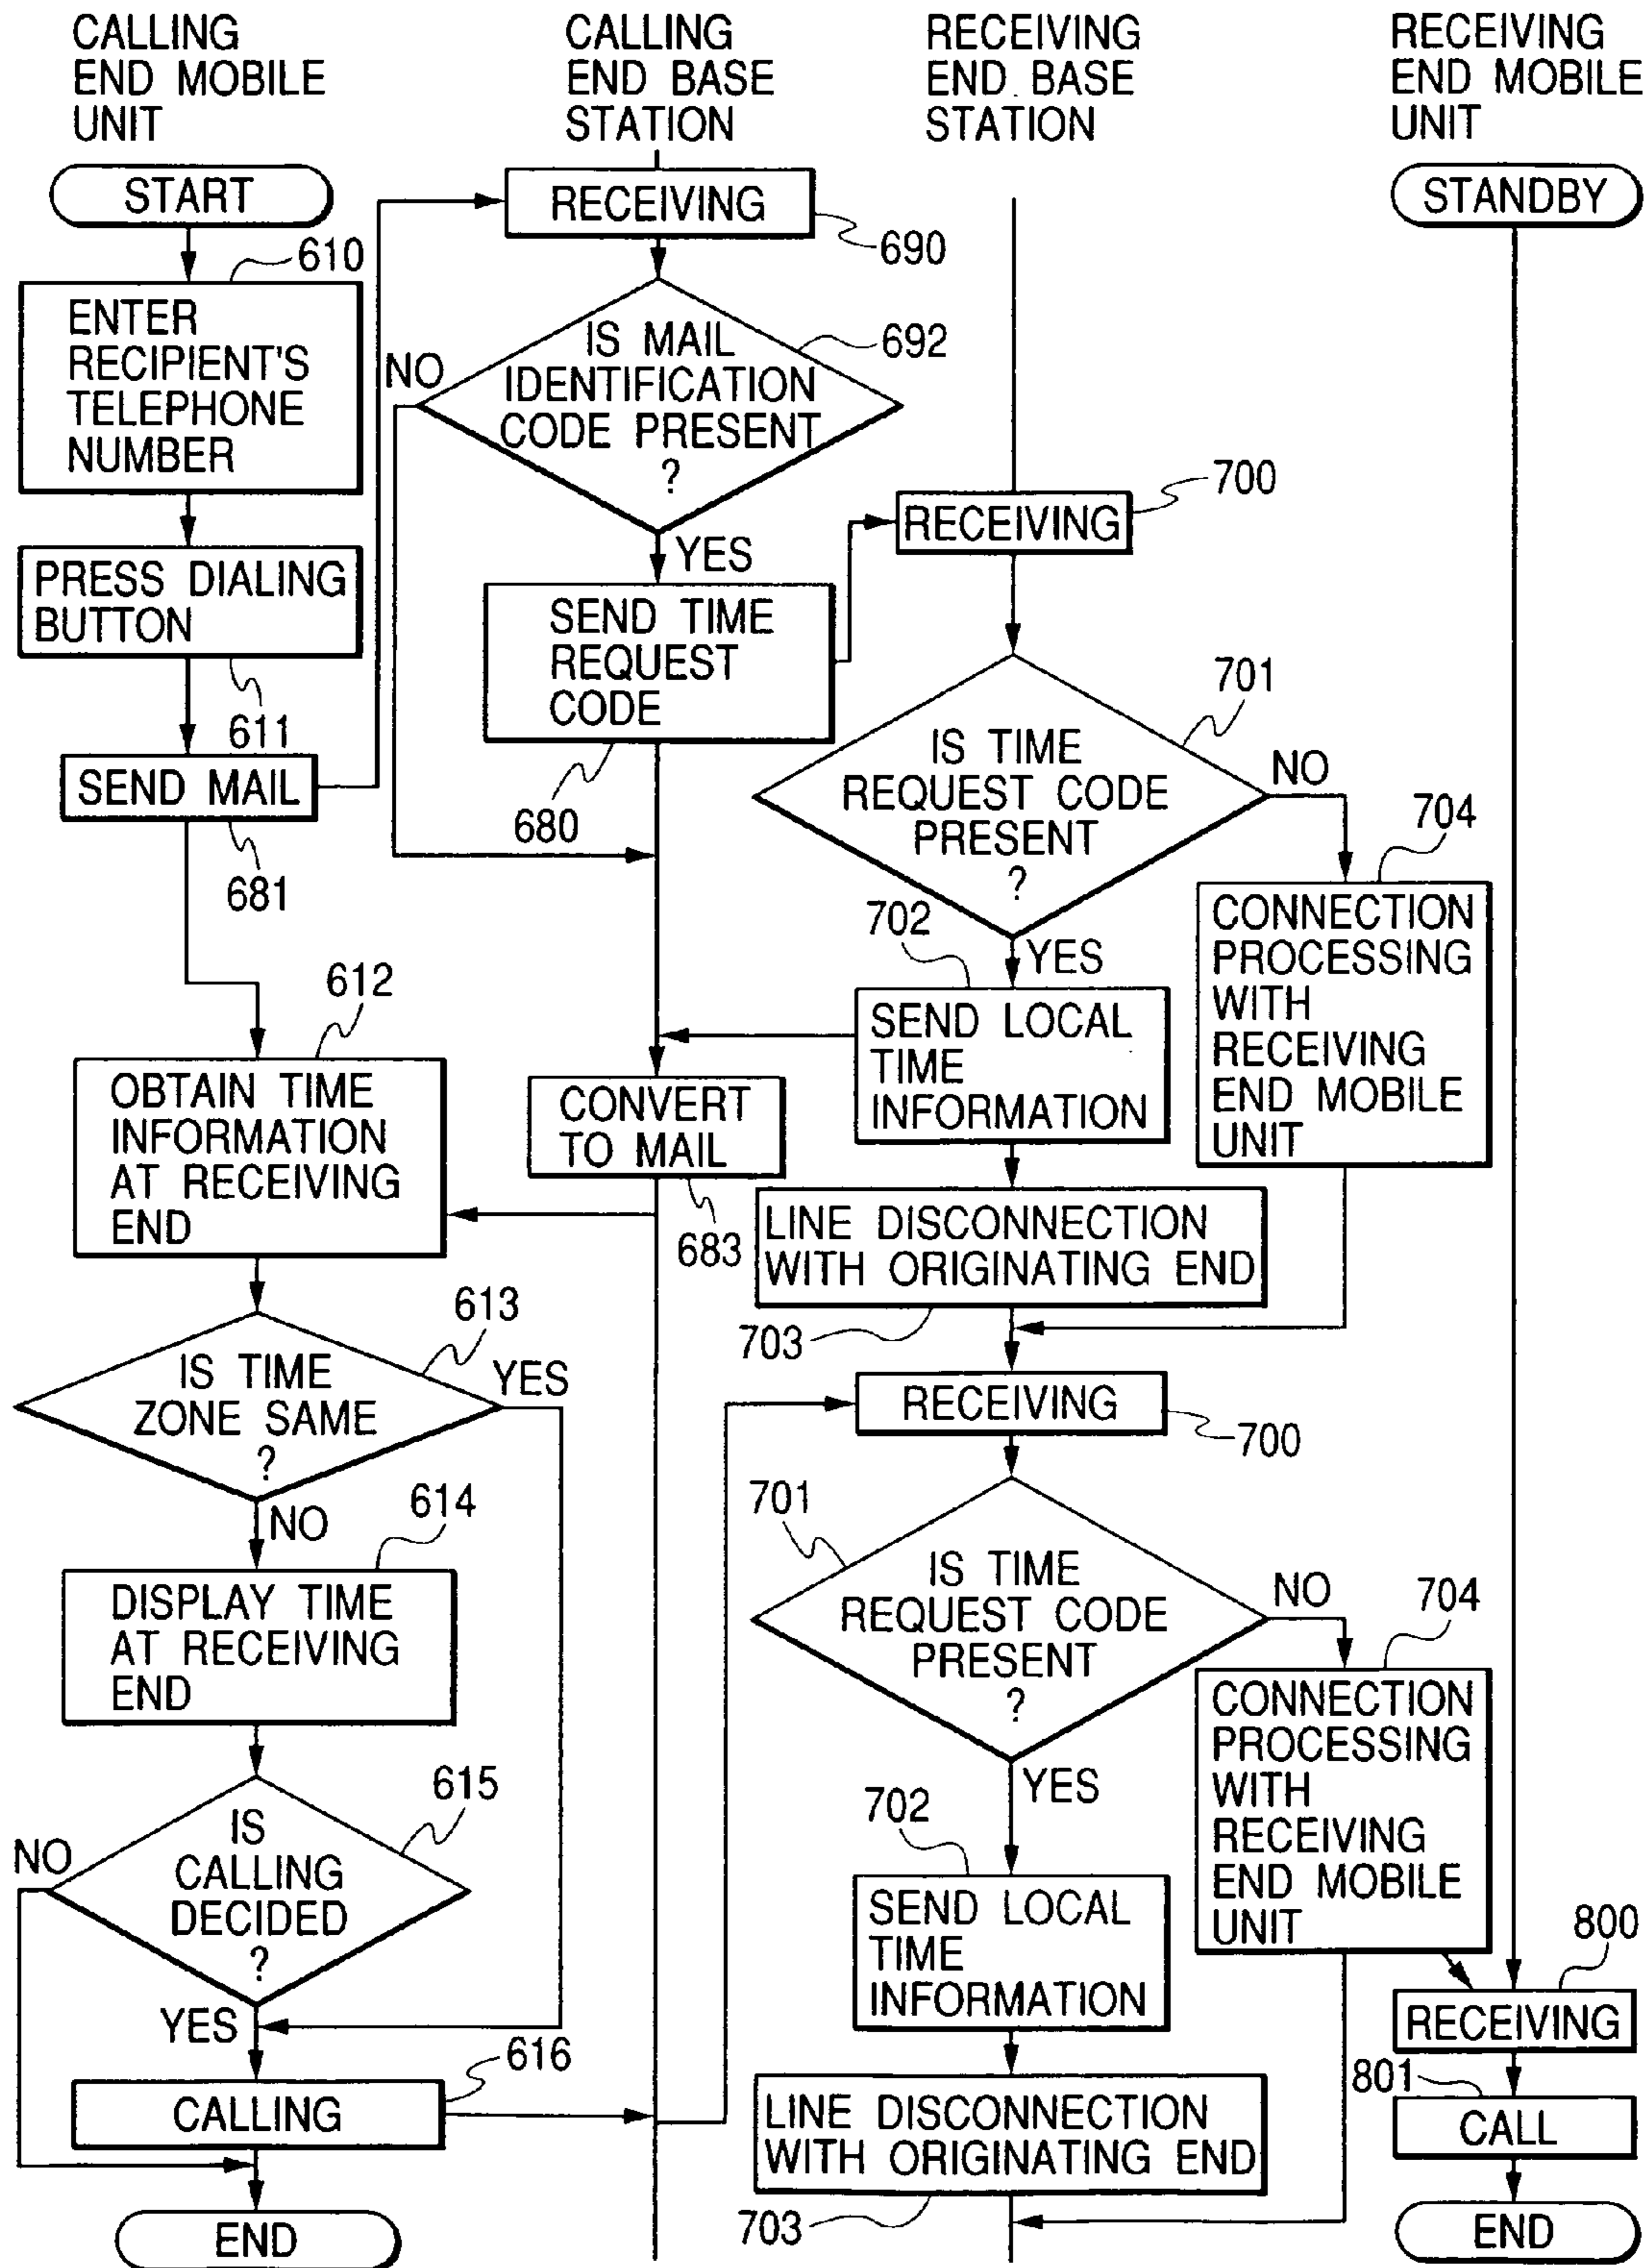 CALLING
END MOBILE
UNIT
CALLING
END BASE
STATION
RECEIVING
END BASE
STATION
RECEIVING
END MOBILE
UNIT
START
610
ENTER
RECIPIENT'S
TELEPHONE
NUMBER
PRESS DIALING
BUTTON
611
SEND MAIL
681
612
OBTAIN TIME
INFORMATION
AT RECEIVING
END
613
IS TIME
ZONE SAME
?
YES
NO
614
DISPLAY TIME
AT RECEIVING
END
615
IS
CALLING
DECIDED
?
NO
YES
616
CALLING
END
RECEIVING
690
IS MAIL
IDENTIFICATION
CODE PRESENT
?
692
NO
YES
SEND TIME
REQUEST
CODE
680
CONVERT
TO MAIL
683
RECEIVING
700
701
IS TIME
REQUEST CODE
PRESENT
?
NO
YES
704
CONNECTION
PROCESSING
WITH
RECEIVING
END MOBILE
UNIT
702
SEND LOCAL
TIME
INFORMATION
LINE DISCONNECTION
WITH ORIGINATING END
703
RECEIVING
700
701
IS TIME
REQUEST CODE
PRESENT
?
NO
YES
704
CONNECTION
PROCESSING
WITH
RECEIVING
END MOBILE
UNIT
702
SEND LOCAL
TIME
INFORMATION
LINE DISCONNECTION
WITH ORIGINATING END
703
STANDBY
800
RECEIVING
801
CALL
END